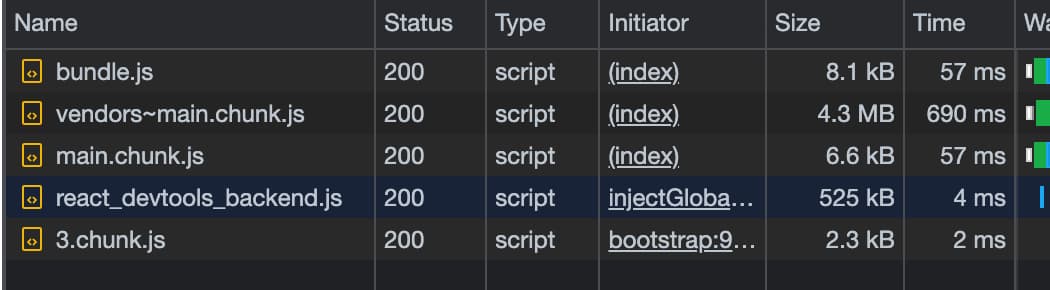 Name Status Type Initiator Size Time Wa
bundle.js 200 script (index) 8.1 kB 57 ms
vendors~main.chunk.js 200 script (index) 4.3 MB 690 ms
main.chunk.js 200 script (index) 6.6 kB 57 ms
react_devtools_backend.js 200 script injectGloba... 525 kB 4 ms
3.chunk.js 200 script bootstrap:9... 2.3 kB 2 ms